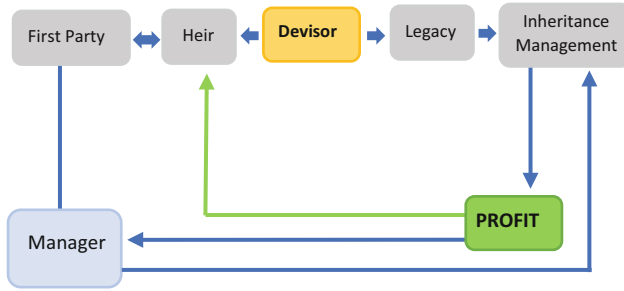 First Party
Heir
Devisor
Legacy
Inheritance
Management
PROFIT
Manager